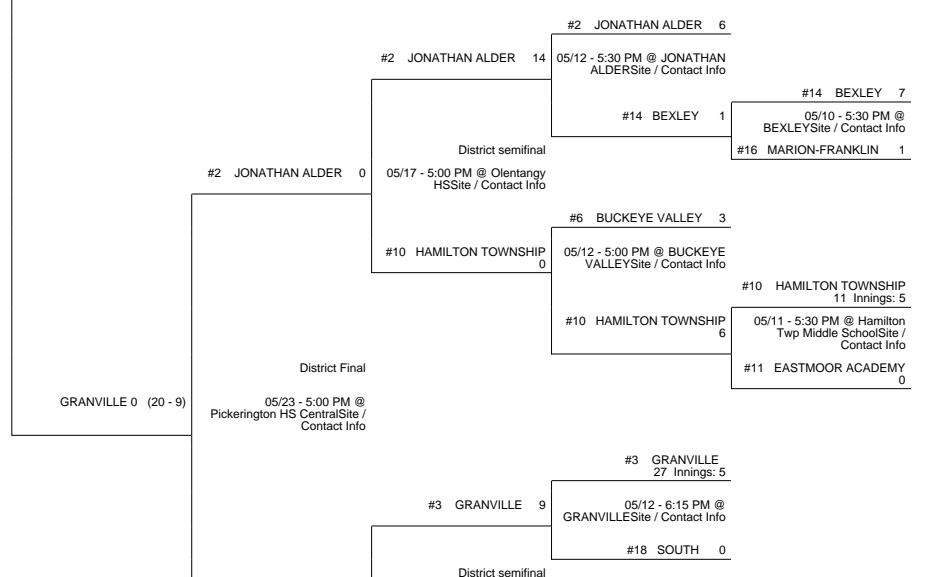 #2 JONATHAN ALDER 6
#2 JONATHAN ALDER 14
05/12 - 5:30 PM @ JONATHAN
ALDERSite / Contact Info
#14 BEXLEY 7
#14 BEXLEY 1
05/10 - 5:30 PM @
BEXLEYSite / Contact Info
District semifinal
#16 MARION-FRANKLIN 1
#2 JONATHAN ALDER 0
05/17 - 5:00 PM @ Olentangy
HSSite / Contact Info
#6 BUCKEYE VALLEY 3
#10 HAMILTON TOWNSHIP
0
05/12 - 5:00 PM @ BUCKEYE
VALLEYSite / Contact Info
#10 HAMILTON TOWNSHIP
11 Innings: 5
#10 HAMILTON TOWNSHIP
6
05/11 - 5:30 PM @ Hamilton
Twp Middle SchoolSite /
Contact Info
#11 EASTMOOR ACADEMY
0
District Final
GRANVILLE 0 (20 - 9)
05/23 - 5:00 PM @
Pickerington HS CentralSite /
Contact Info
#3 GRANVILLE
27 Innings: 5
#3 GRANVILLE 9
05/12 - 6:15 PM @
GRANVILLESite / Contact Info
#18 SOUTH 0
District semifinal